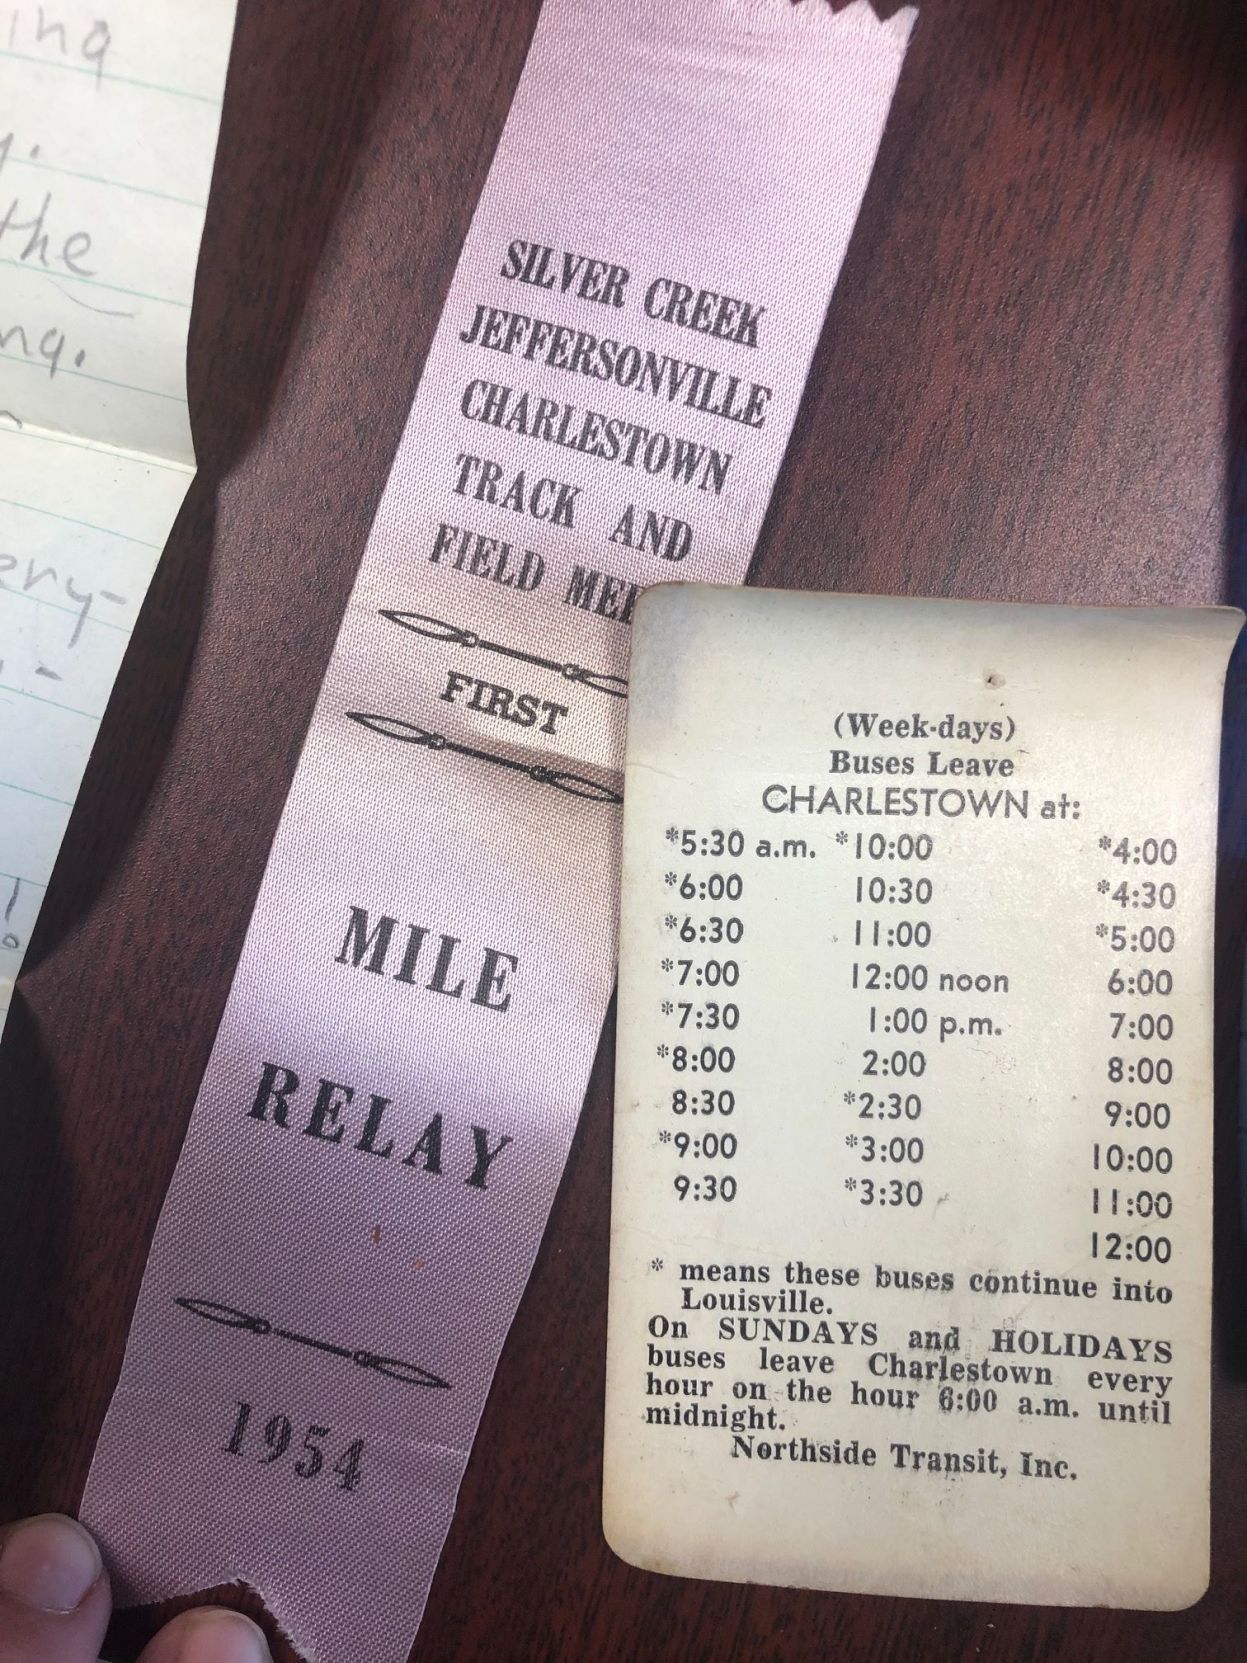 ing
y.
the
ng.
ery-
-
!
SILVER CREEK
JEFFERSONVILLE
CHARLESTOWN
TRACK AND
FIELD MEE
FIRST
MILE
RELAY
1954
(Week-days)
Buses Leave
CHARLESTOWN at:
*5:30 a.m. *10:00 *4:00
*6:00 10:30 *4:30
*6:30 11:00 *5:00
*7:00 12:00 noon 6:00
*7:30 1:00 p.m. 7:00
*8:00 2:00 8:00
8:30 *2:30 9:00
*9:00 *3:00 10:00
9:30 *3:30 11:00
12:00
* means these buses continue into
Louisville.
On SUNDAYS and HOLIDAYS
buses leave Charlestown every
hour on the hour 6:00 a.m. until
midnight.
Northside Transit, Inc.